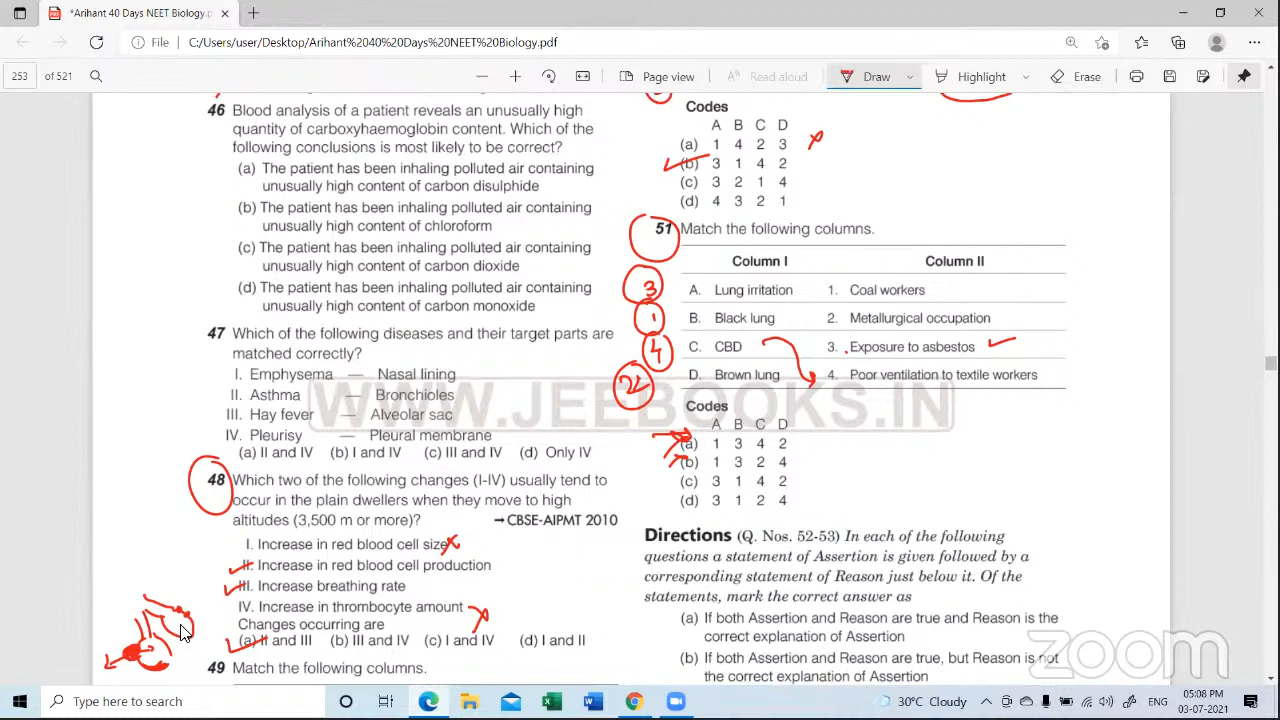 *Arihant 40 Days NEET Biology.p
File
C:/Users/user/Desktop/Arihant%2040%20Days%20NEET%20Biology.pdf
253
of 521
Page view
Read aloud
Draw
Highlight
Erase
46 Blood analysis of a patient reveals an unusually high
quantity of carboxyhaemoglobin content. Which of the
following conclusions is most likely to be correct?
(a) The patient has been inhaling polluted air containing
unusually high content of carbon disulphide
(b) The patient has been inhaling polluted air containing
unusually high content of chloroform
(c) The patient has been inhaling polluted air containing
unusually high content of carbon dioxide
(d) The patient has been inhaling polluted air containing
unusually high content of carbon monoxide
47 Which of the following diseases and their target parts are
matched correctly?
I. Emphysema — Nasal lining
II. Asthma — Bronchioles
III. Hay fever — Alveolar sac
IV. Pleurisy — Pleural membrane
(a) II and IV (b) I and IV (c) III and IV (d) Only IV
48 Which two of the following changes (I-IV) usually tend to
occur in the plain dwellers when they move to high
altitudes (3,500 m or more)? → CBSE-AIPMT 2010
I. Increase in red blood cell size
II. Increase in red blood cell production
III. Increase breathing rate
IV. Increase in thrombocyte amount
Changes occurring are
(a) II and III (b) III and IV (c) I and IV (d) I and II
49 Match the following columns.
Codes
A B C D
(a) 1 4 2 3
(b) 3 1 4 2
(c) 3 2 1 4
(d) 4 3 2 1
51 Match the following columns.
Column I Column II
3 A. Lung irritation 1. Coal workers
1 B. Black lung 2. Metallurgical occupation
4 C. CBD 3. Exposure to asbestos
D. Brown lung 4. Poor ventilation to textile workers
Codes
A B C D
(a) 1 3 4 2
(b) 1 3 2 4
(c) 3 1 4 2
(d) 3 1 2 4
Directions (Q. Nos. 52-53) In each of the following
questions a statement of Assertion is given followed by a
corresponding statement of Reason just below it. Of the
statements, mark the correct answer as
(a) If both Assertion and Reason are true and Reason is the
correct explanation of Assertion
(b) If both Assertion and Reason are true, but Reason is not
the correct explanation of Assertion
WWW.JEEBOOKS.IN
zoom
Type here to search
30°C Cloudy
ENG
05:08 PM
03-07-2021